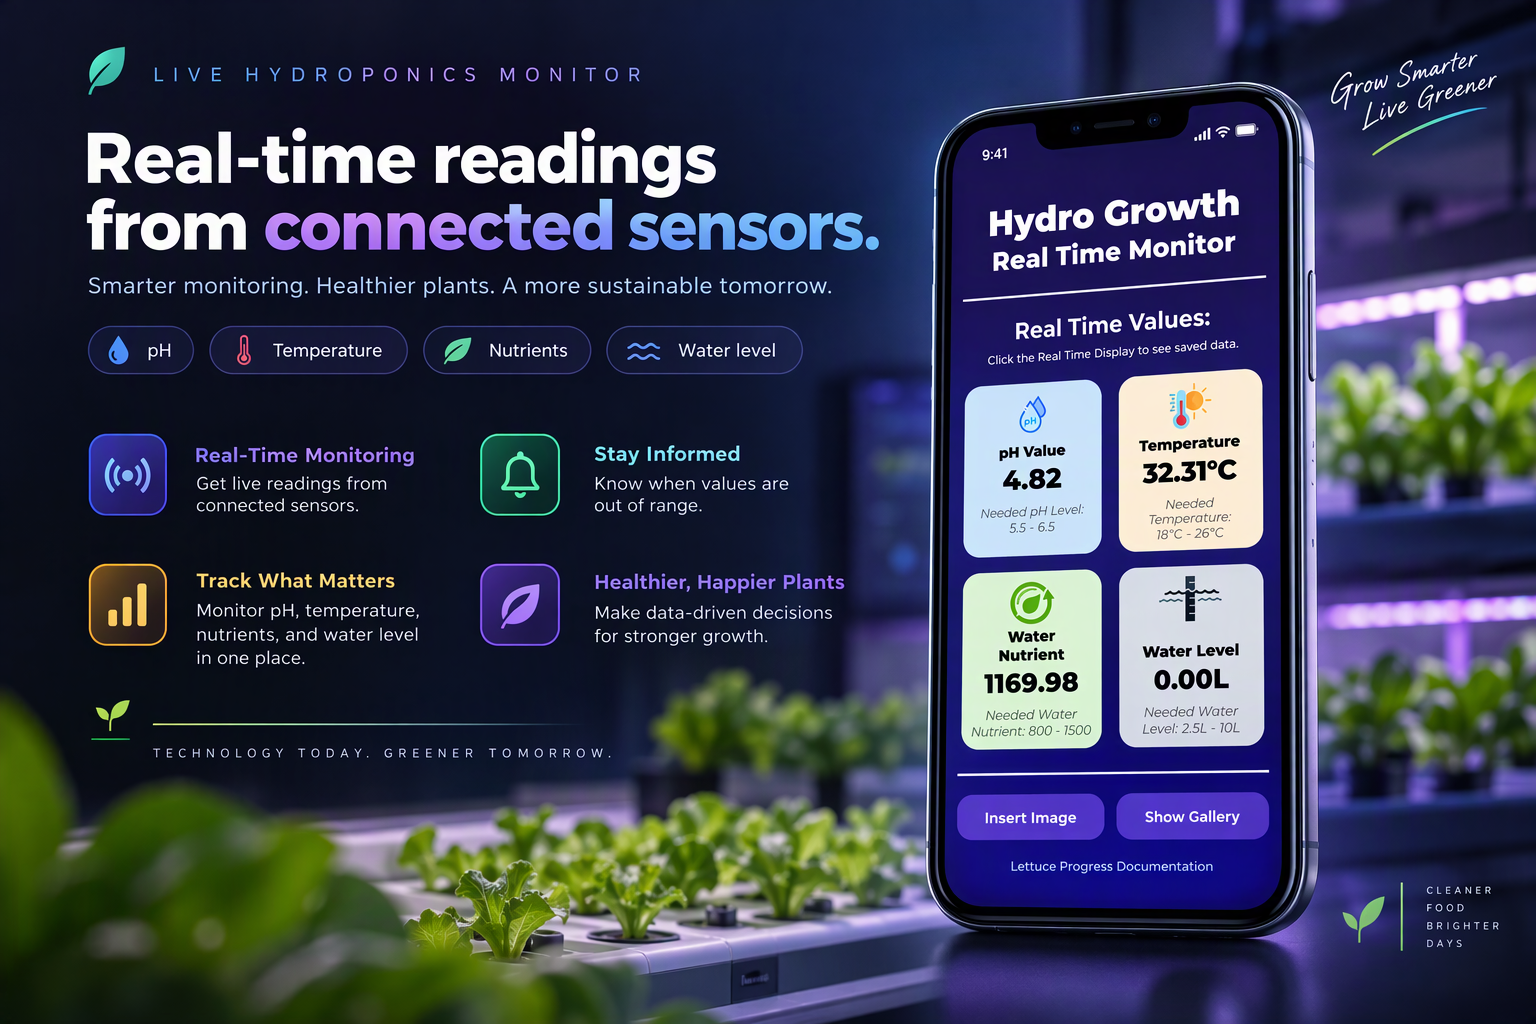 LIVE HYDROPONICS MONITOR
Real-time readings
from connected sensors.
Smarter monitoring. Healthier plants. A more sustainable tomorrow.
pH
Temperature
Nutrients
Water level
Real-Time Monitoring
Get live readings from
connected sensors.
Stay Informed
Know when values are
out of range.
Track What Matters
Monitor pH, temperature,
nutrients, and water level
in one place.
Healthier, Happier Plants
Make data-driven decisions
for stronger growth.
TECHNOLOGY TODAY. GREENER TOMORROW.
9:41
Hydro Growth
Real Time Monitor
Real Time Values:
Click the Real Time Display to see saved data.
pH
pH Value
4.82
Needed pH Level:
5.5 - 6.5
Temperature
32.31°C
Needed
Temperature:
18°C - 26°C
Water
Nutrient
1169.98
Needed Water
Nutrient: 800 - 1500
Water Level
0.00L
Needed Water
Level: 2.5L - 10L
Insert Image
Show Gallery
Lettuce Progress Documentation
Grow Smarter
Live Greener
CLEANER
FOOD
BRIGHTER
DAYS